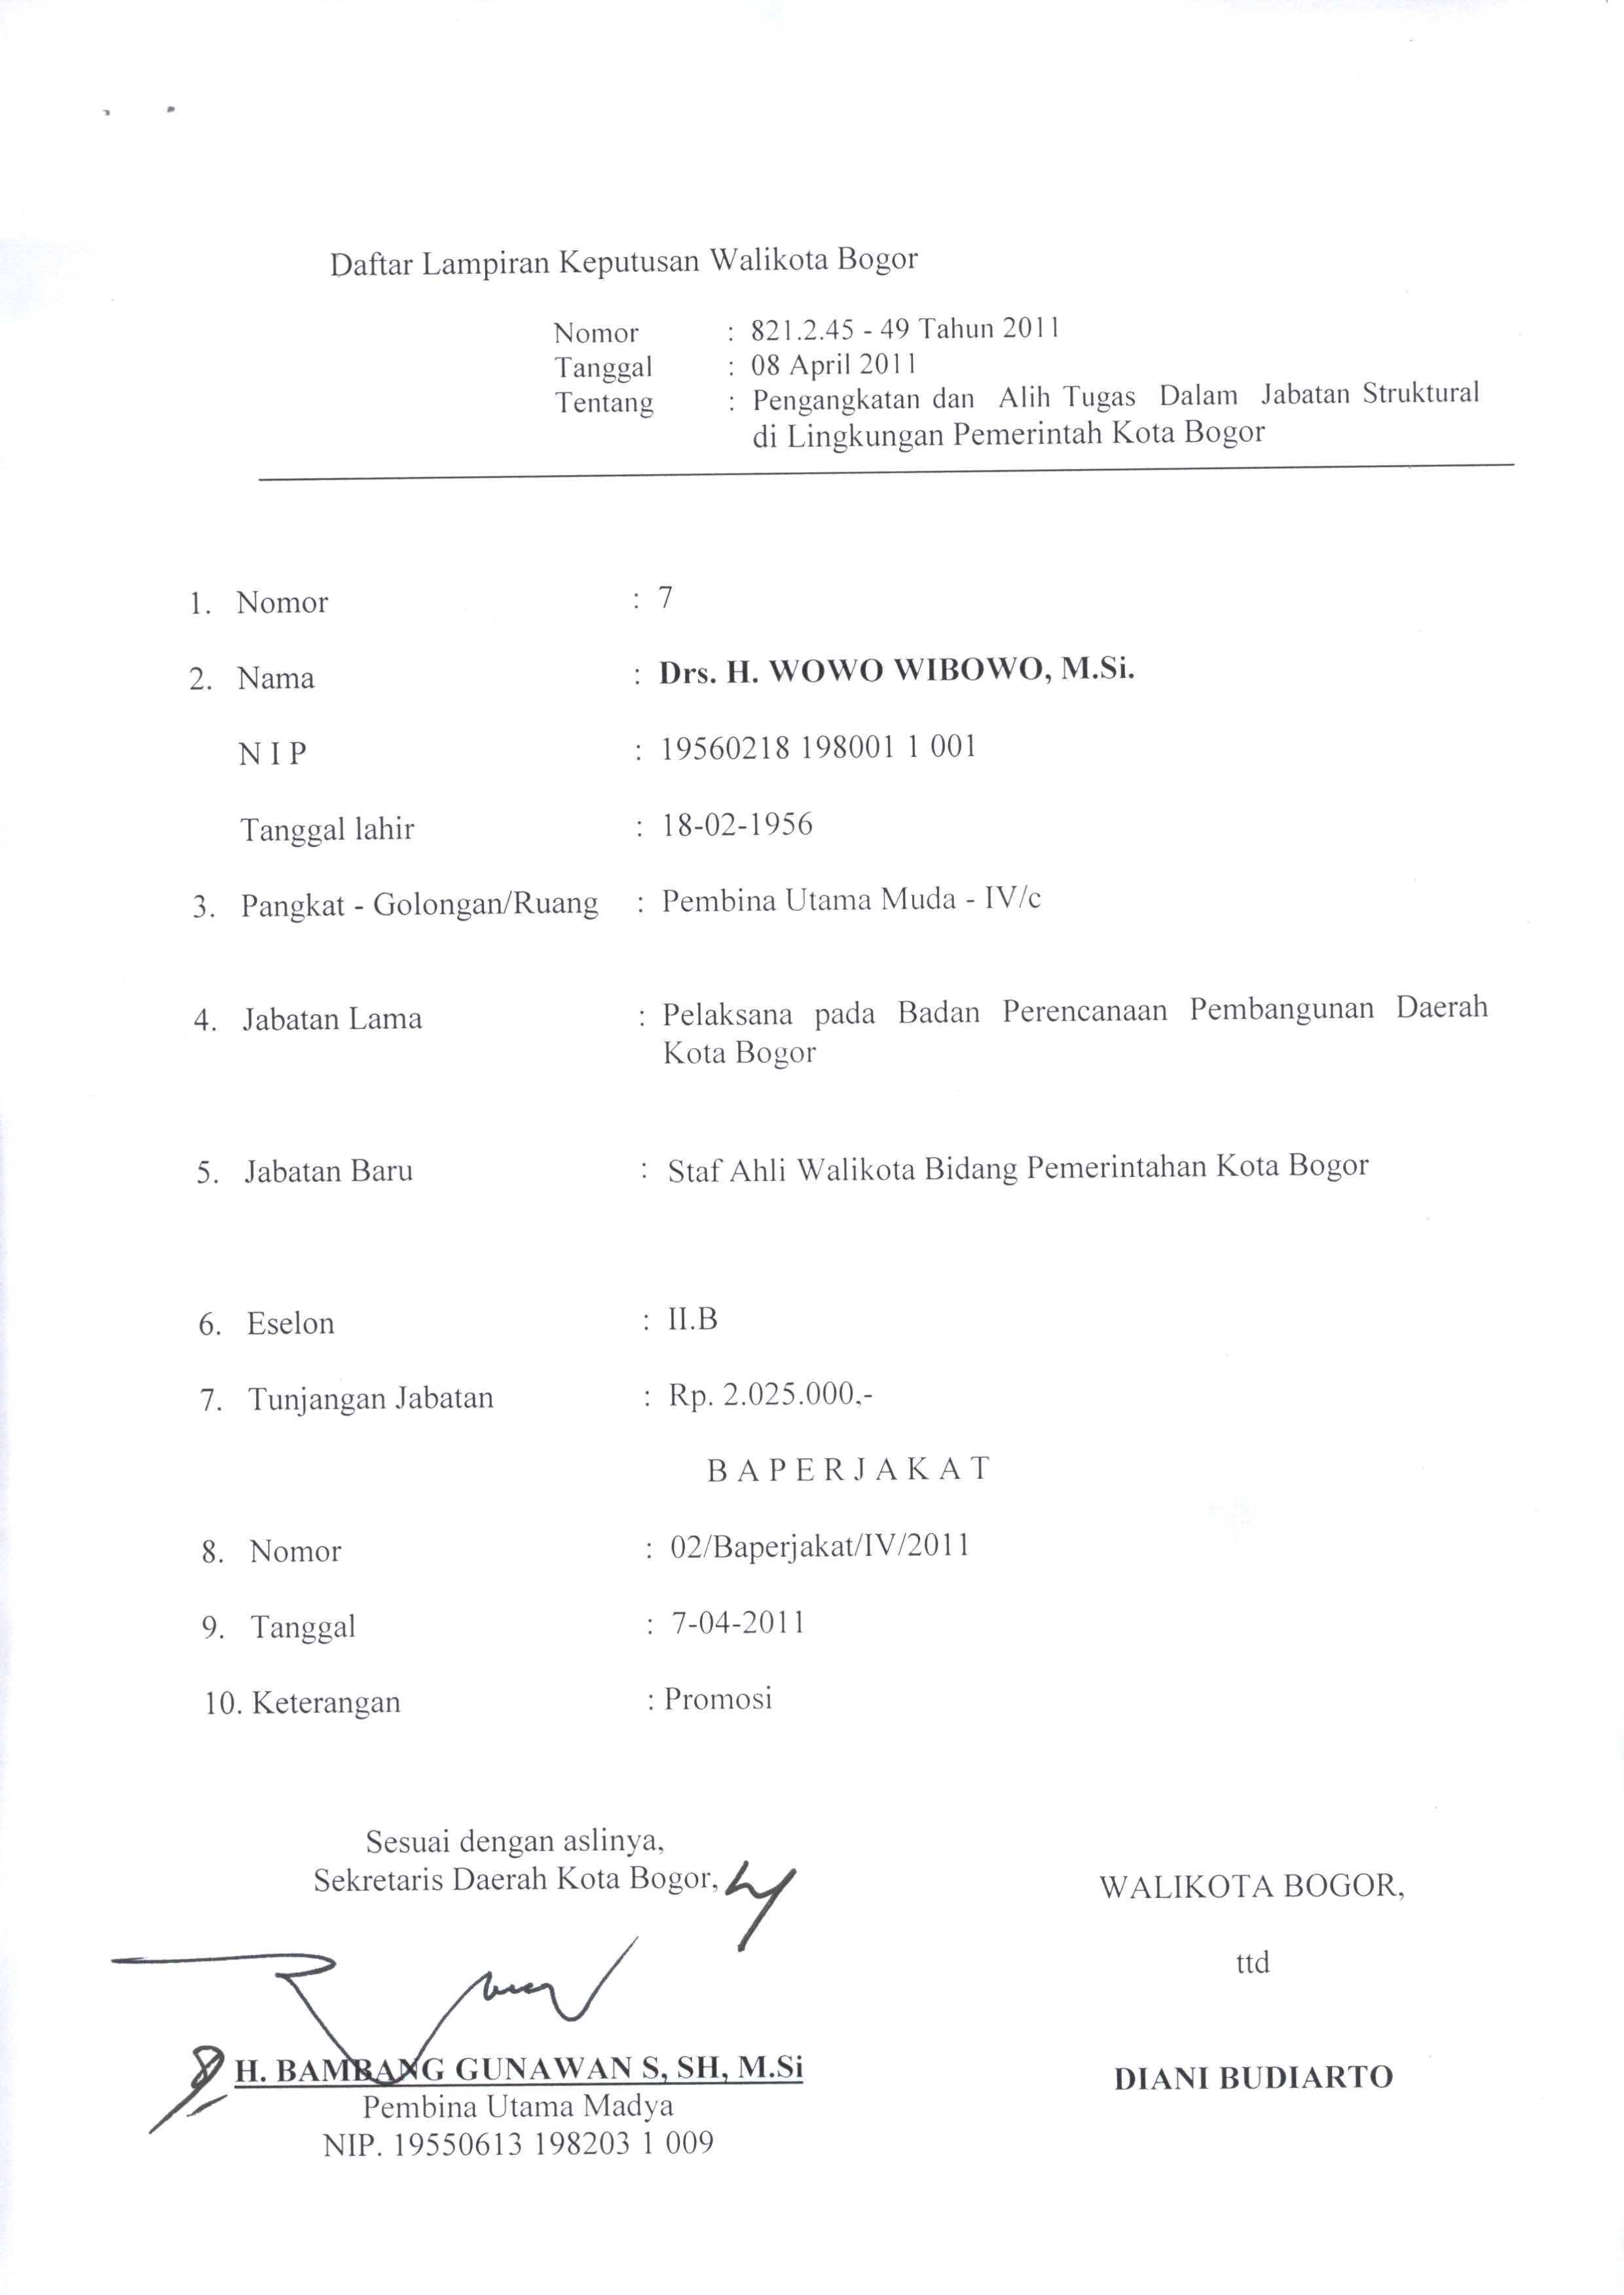 Daftar Lampiran Keputusan Walikota Bogor
Nomor : 821.2.45 - 49 Tahun 2011
Tanggal : 08 April 2011
Tentang : Pengangkatan dan Alih Tugas Dalam Jabatan Struktural
di Lingkungan Pemerintah Kota Bogor
1. Nomor : 7
2. Nama : Drs. H. WOWO WIBOWO, M.Si.
N I P : 19560218 198001 1 001
Tanggal lahir : 18-02-1956
3. Pangkat - Golongan/Ruang : Pembina Utama Muda - IV/c
4. Jabatan Lama : Pelaksana pada Badan Perencanaan Pembangunan Daerah
Kota Bogor
5. Jabatan Baru : Staf Ahli Walikota Bidang Pemerintahan Kota Bogor
6. Eselon : II.B
7. Tunjangan Jabatan : Rp. 2.025.000,-
B A P E R J A K A T
8. Nomor : 02/Baperjakat/IV/2011
9. Tanggal : 7-04-2011
10. Keterangan : Promosi
Sesuai dengan aslinya,
Sekretaris Daerah Kota Bogor,
H. BAMBANG GUNAWAN S, SH, M.Si
Pembina Utama Madya
NIP. 19550613 198203 1 009
WALIKOTA BOGOR,
ttd
DIANI BUDIARTO